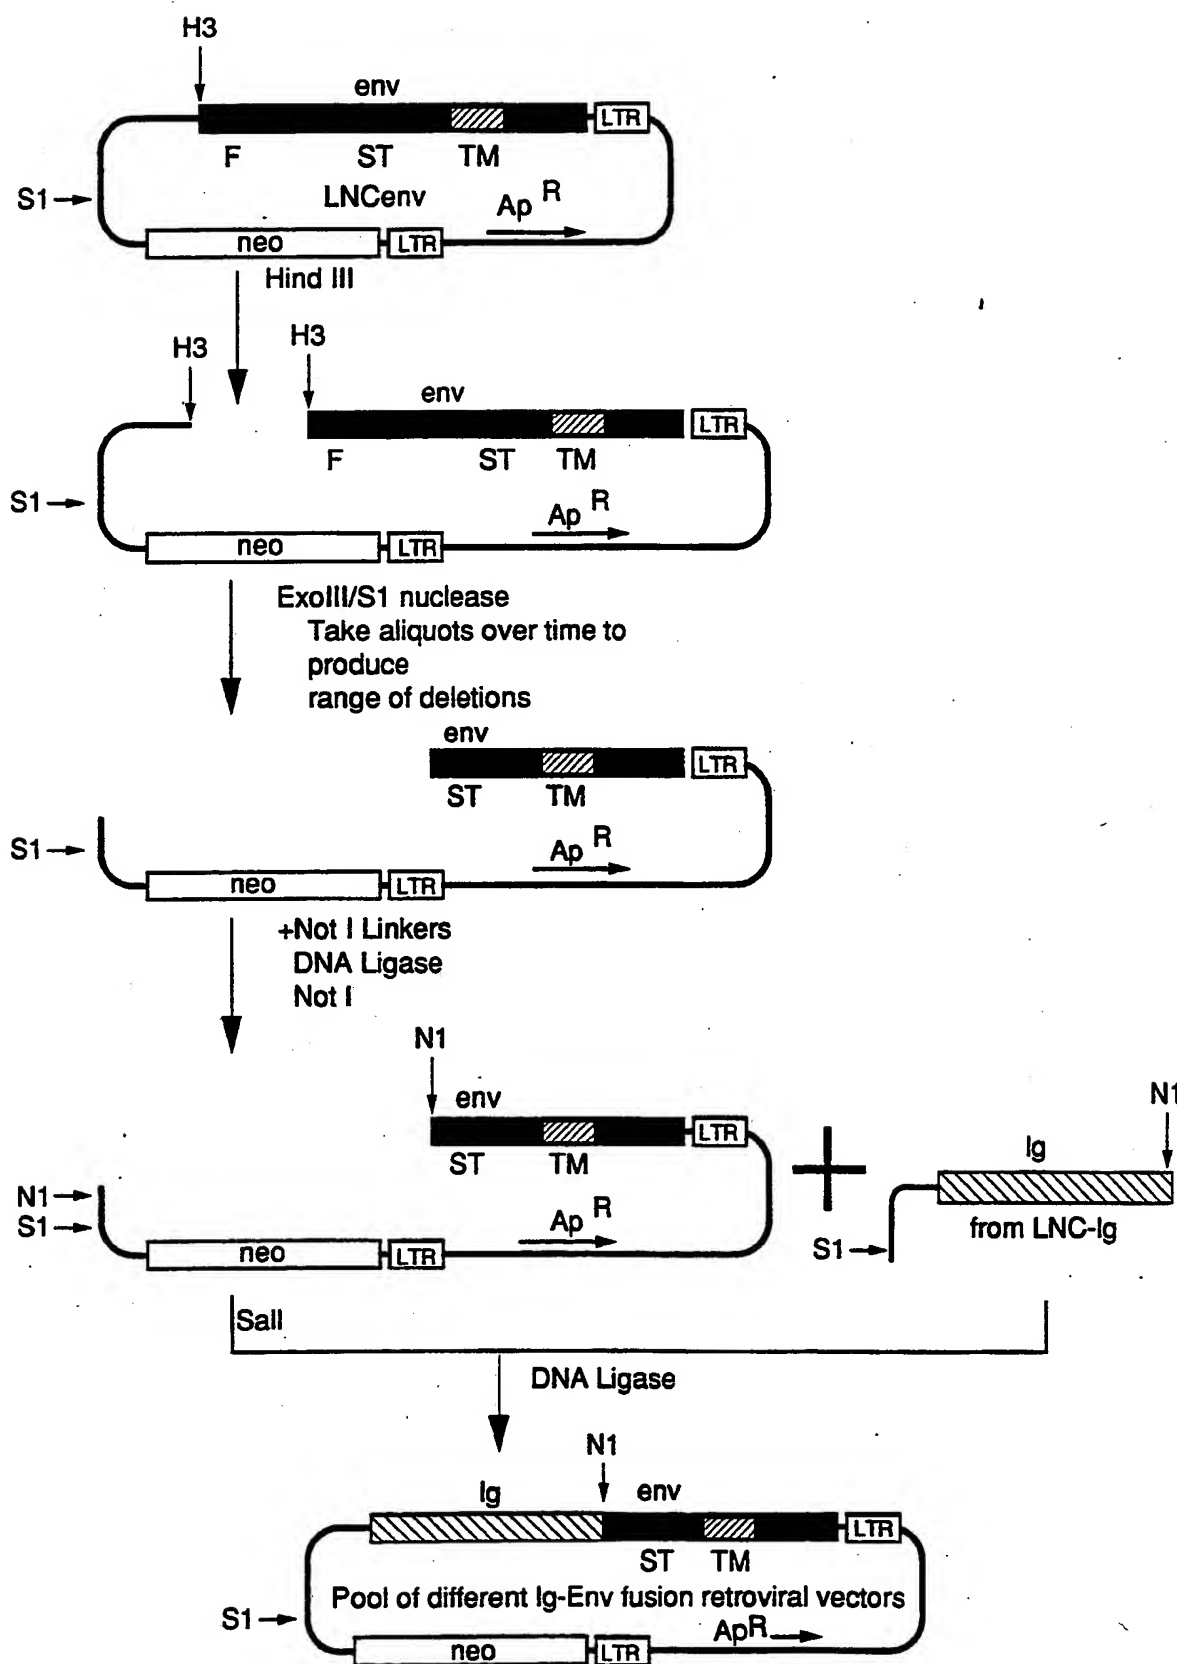 H3
env
LTR
F ST TM
S1
LNCenv
Ap R
neo LTR
Hind III
H3 H3
env
LTR
F ST TM
S1
Ap R
neo LTR
ExoIII/S1 nuclease
Take aliquots over time to
produce
range of deletions
env
LTR
ST TM
S1
Ap R
neo LTR
+Not I Linkers
DNA Ligase
Not I
N1
env
LTR
ST TM
N1
S1
Ap R
neo LTR
+
N1
Ig
from LNC-Ig
S1
SalI
DNA Ligase
N1
Ig env
LTR
ST TM
Pool of different Ig-Env fusion retroviral vectors
S1
ApR
neo LTR